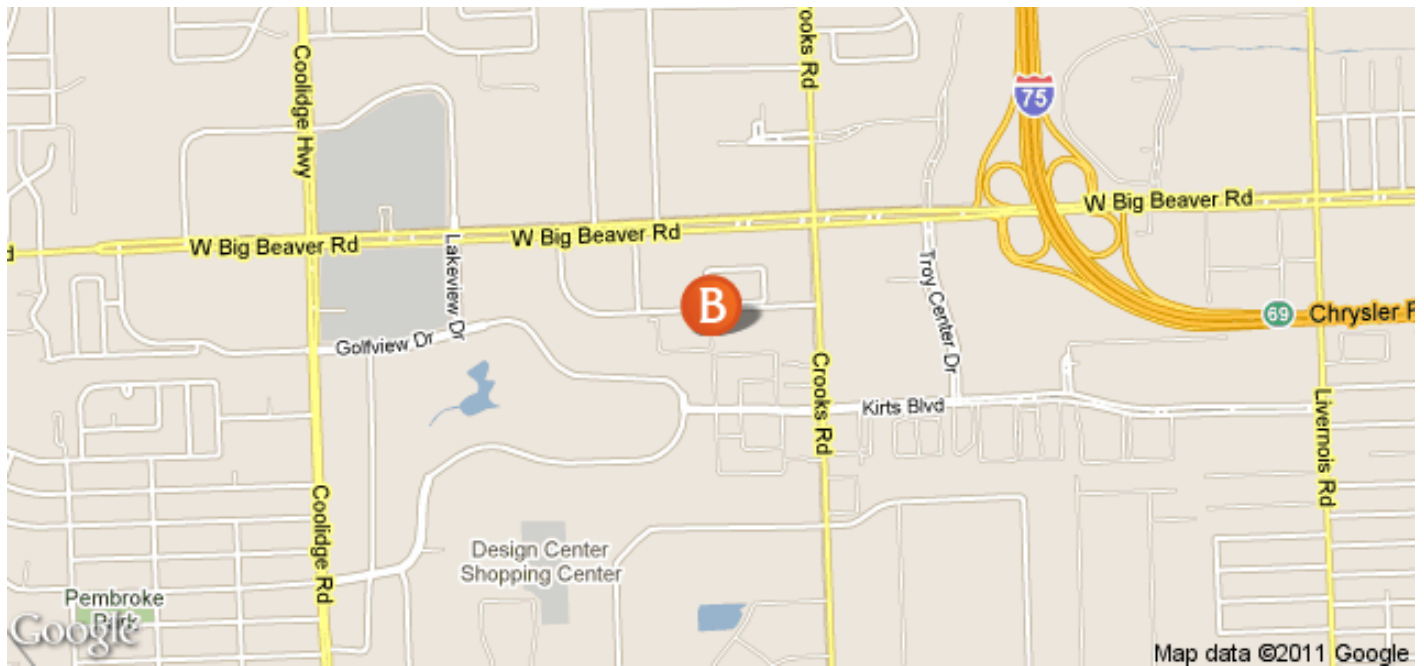 Coolidge Hwy
rooks Rd
75
W Big Beaver Rd
W Big Beaver Rd
W Big Beaver Rd
d
Lakeview Dr
Troy Center Dr
B
69
Chrysler F
Golfview Dr
Crooks Rd
Kirts Blvd
Livernois Rd
Coolidge Rd
Design Center
Shopping Center
Pembroke
Park
Google
Map data ©2011 Google